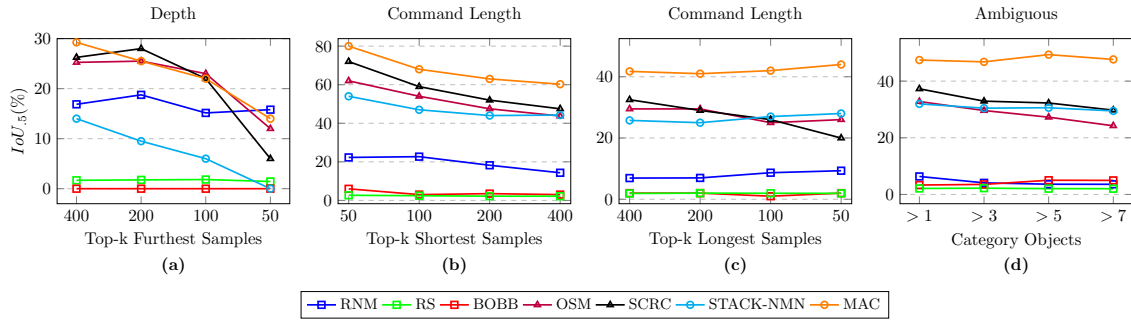 Depth
Command Length
Command Length
Ambiguous
IoU.5(%)
30
20
10
0
400 200 100 50
Top-k Furthest Samples
(a)
80
60
40
20
0
50 100 200 400
Top-k Shortest Samples
(b)
40
20
0
400 200 100 50
Top-k Longest Samples
(c)
40
20
0
> 1 > 3 > 5 > 7
Category Objects
(d)
RNM RS BOBB OSM SCRC STACK-NMN MAC